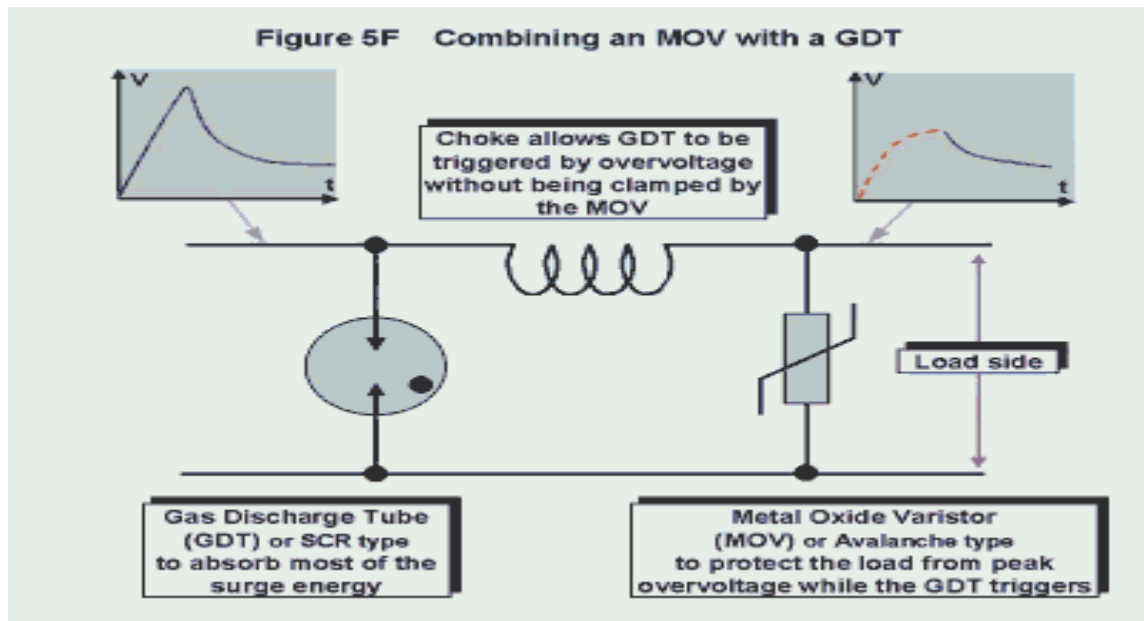 Figure 5F Combining an MOV with a GDT
V
t
Choke allows GDT to be
triggered by overvoltage
without being clamped by
the MOV
V
t
Load side
Gas Discharge Tube
(GDT) or SCR type
to absorb most of the
surge energy
Metal Oxide Varistor
(MOV) or Avalanche type
to protect the load from peak
overvoltage while the GDT triggers